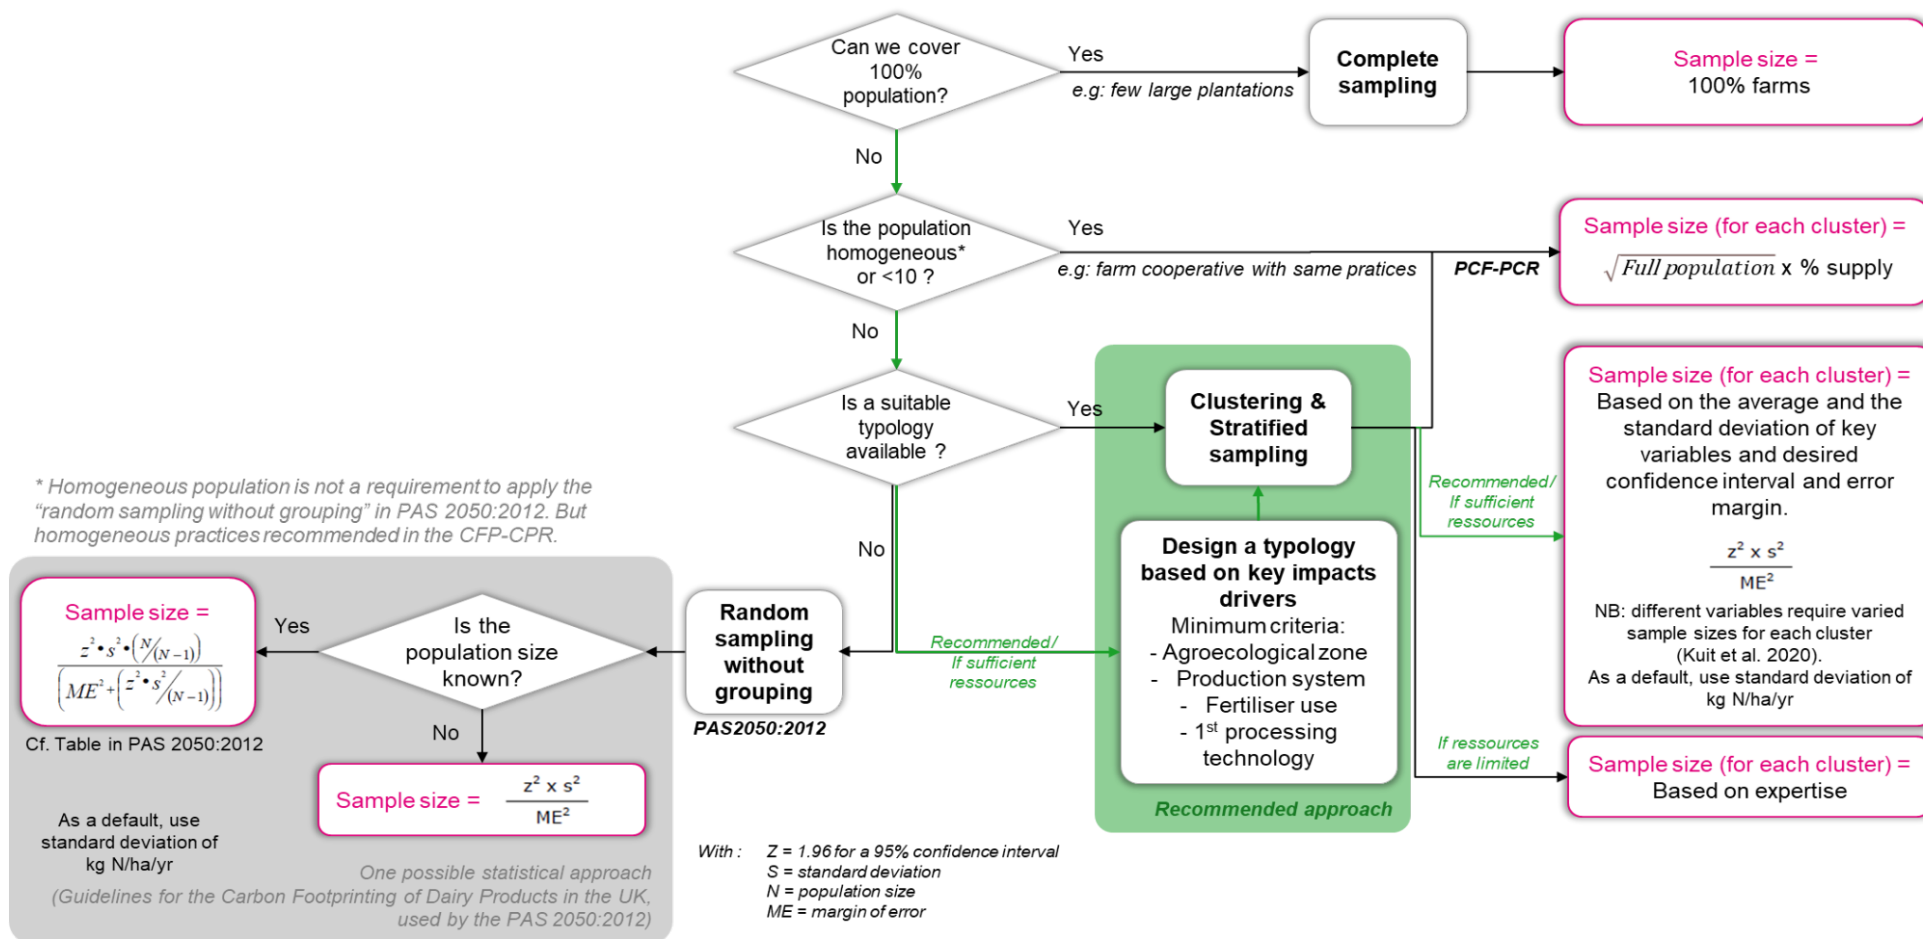 Can we cover
100%
population?
Yes
e.g: few large plantations
Complete
sampling
Sample size =
100% farms
No
Is the population
homogeneous*
or <10 ?
Yes
e.g: farm cooperative with same pratices
PCF-PCR
Sample size (for each cluster) =
√Full population x % supply
No
Is a suitable
typology
available ?
Yes
Clustering &
Stratified
sampling
Recommended/
If sufficient
ressources
Sample size (for each cluster) =
Based on the average and the
standard deviation of key
variables and desired
confidence interval and error
margin.
z² x s²
ME²
NB: different variables require varied
sample sizes for each cluster
(Kuit et al. 2020).
As a default, use standard deviation of
kg N/ha/yr
If ressources
are limited
Sample size (for each cluster) =
Based on expertise
Design a typology
based on key impacts
drivers
Minimum criteria:
- Agroecological zone
- Production system
- Fertiliser use
- 1st processing
technology
Recommended approach
No
Recommended/
If sufficient
ressources
Random
sampling
without
grouping
PAS2050:2012
* Homogeneous population is not a requirement to apply the
“random sampling without grouping” in PAS 2050:2012. But
homogeneous practices recommended in the CFP-CPR.
Is the
population size
known?
Yes
Sample size =
z²•s²•(N/(N−1))
(ME²+(z²•s²/(N−1)))
Cf. Table in PAS 2050:2012
No
Sample size =
z² x s²
ME²
As a default, use
standard deviation of
kg N/ha/yr
One possible statistical approach
(Guidelines for the Carbon Footprinting of Dairy Products in the UK,
used by the PAS 2050:2012)
With : Z = 1.96 for a 95% confidence interval
S = standard deviation
N = population size
ME = margin of error